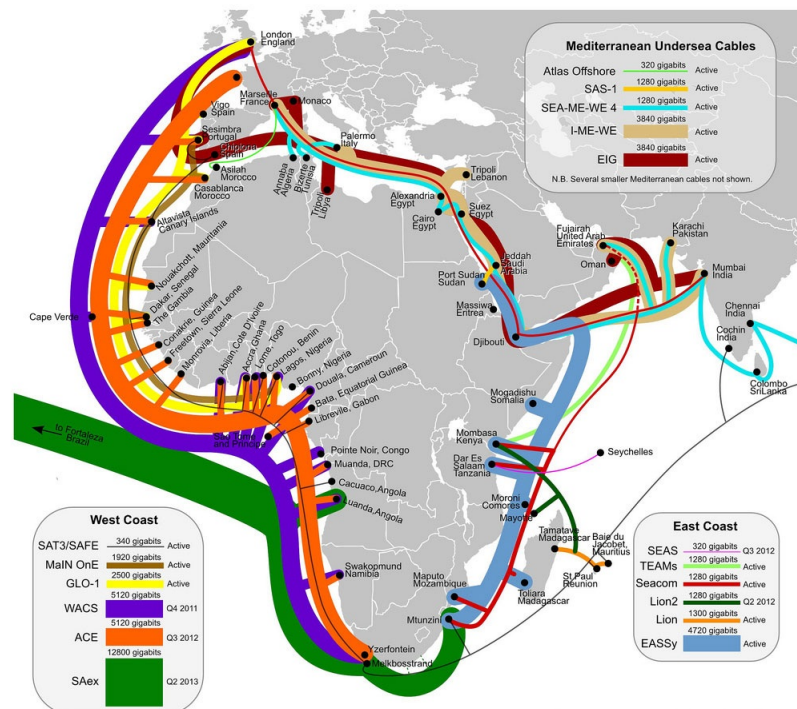 London
England
Marseille
France
Monaco
Vigo
Spain
Sesimbra
Portugal
Chipiona
Spain
Asilah
Morocco
Casablanca
Morocco
Annaba
Algeria
Bizerte
Tunisia
Palermo
Italy
Tripoli
Libya
Tripoli
Lebanon
Alexandria
Egypt
Cairo
Egypt
Suez
Egypt
Altavista
Canary Islands
Jeddah
Saudi
Arabia
Port Sudan
Sudan
Massiwa
Eritrea
Djibouti
Fujairah
United Arab
Emirates
Oman
Karachi
Pakistan
Mumbai
India
Chennai
India
Cochin
India
Colombo
SriLanka
Nouakchott, Mauritania
Dakar, Senegal
The Gambia
Cape Verde
Conakrie, Guinea
Freetown, Sierra Leone
Monrovia, Liberia
Abijan,Cote D'Ivoire
Accra,Ghana
Lome, Togo
Cotonou, Benin
Lagos, Nigeria
Bonny, Nigeria
Douala, Cameroun
Bata, Equatorial Guinea
Libreville, Gabon
Sao Tome
and Principe
Pointe Noir, Congo
Muanda, DRC
Cacuaco,Angola
Luanda,Angola
Swakopmund
Namibia
Yzerfontein
Melkbosstrand
to Fortaleza
Brazil
Mogadishu
Somalia
Mombasa
Kenya
Dar Es
Salaam
Tanzania
Seychelles
Moroni
Comores
Mayotte
Tamatave
Madagascar
Baie du
Jacobet,
Mauritius
St Paul
Reunion
Toliara
Madagascar
Maputo
Mozambique
Mtunzini
Mediterranean Undersea Cables
Atlas Offshore 320 gigabits Active
SAS-1 1280 gigabits Active
SEA-ME-WE 4 1280 gigabits Active
I-ME-WE 3840 gigabits Active
EIG 3840 gigabits Active
N.B. Several smaller Mediterranean cables not shown.
West Coast
SAT3/SAFE 340 gigabits Active
MaIN OnE 1920 gigabits Active
GLO-1 2500 gigabits Active
WACS 5120 gigabits Q4 2011
ACE 5120 gigabits Q3 2012
SAex 12800 gigabits Q2 2013
East Coast
SEAS 320 gigabits Q3 2012
TEAMs 1280 gigabits Active
Seacom 1280 gigabits Active
Lion2 1280 gigabits Q2 2012
Lion 1300 gigabits Active
EASSy 4720 gigabits Active